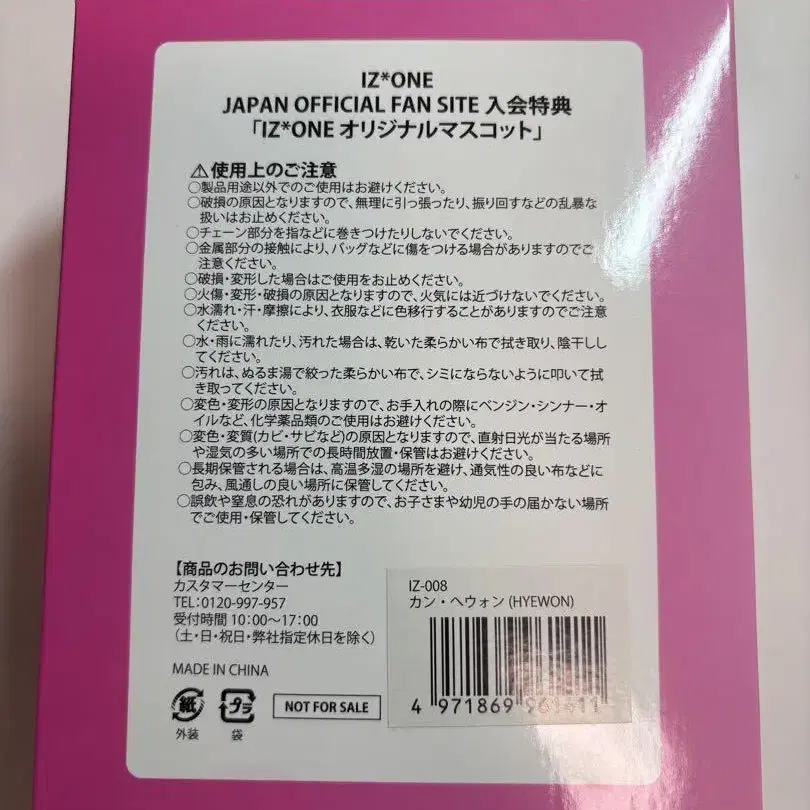 IZ*ONE
JAPAN OFFICIAL FAN SITE 入会特典
「IZ*ONE オリジナルマスコット」
⚠使用上のご注意
○製品用途以外でのご使用はお避けください。
○破損の原因となりますので、無理に引っ張ったり、振り回すなどの乱暴な
扱いはお止めください。
○チェーン部分を指などに巻きつけたりしないでください。
○金属部分の接触により、バッグなどに傷をつける場合がありますのでご
注意ください。
○破損・変形した場合はご使用をお止めください。
○火傷・変形・破損の原因となりますので、火気には近づけないでください。
○水濡れ・汗・摩擦により、衣服などに色移行することがありますのでご注意
ください。
○水・雨に濡れたり、汚れた場合は、乾いた柔らかい布で拭き取り、陰干しし
てください。
○汚れは、ぬるま湯で絞った柔らかい布で、シミにならないように叩いて拭
き取ってください。
○変色・変形の原因となりますので、お手入れの際にベンジン・シンナー・オ
イルなど、化学薬品類のご使用はお避けください。
○変色・変質(カビ・サビなど)の原因となりますので、直射日光が当たる場所
や湿気の多い場所での長時間放置・保管はお避けください。
○長期保管される場合は、高温多湿の場所を避け、通気性の良い布などに
包み、風通しの良い場所に保管してください。
○誤飲や窒息の恐れがありますので、お子さまや幼児の手の届かない場所
でご使用・保管してください。
【商品のお問い合わせ先】
カスタマーセンター
TEL:0120-997-957
受付時間 10:00～17:00
(土・日・祝日・弊社指定休日を除く)
MADE IN CHINA
紙 プラ NOT FOR SALE
外装 袋
IZ-008
カン・ヘウォン (HYEWON)
4 971869 961411